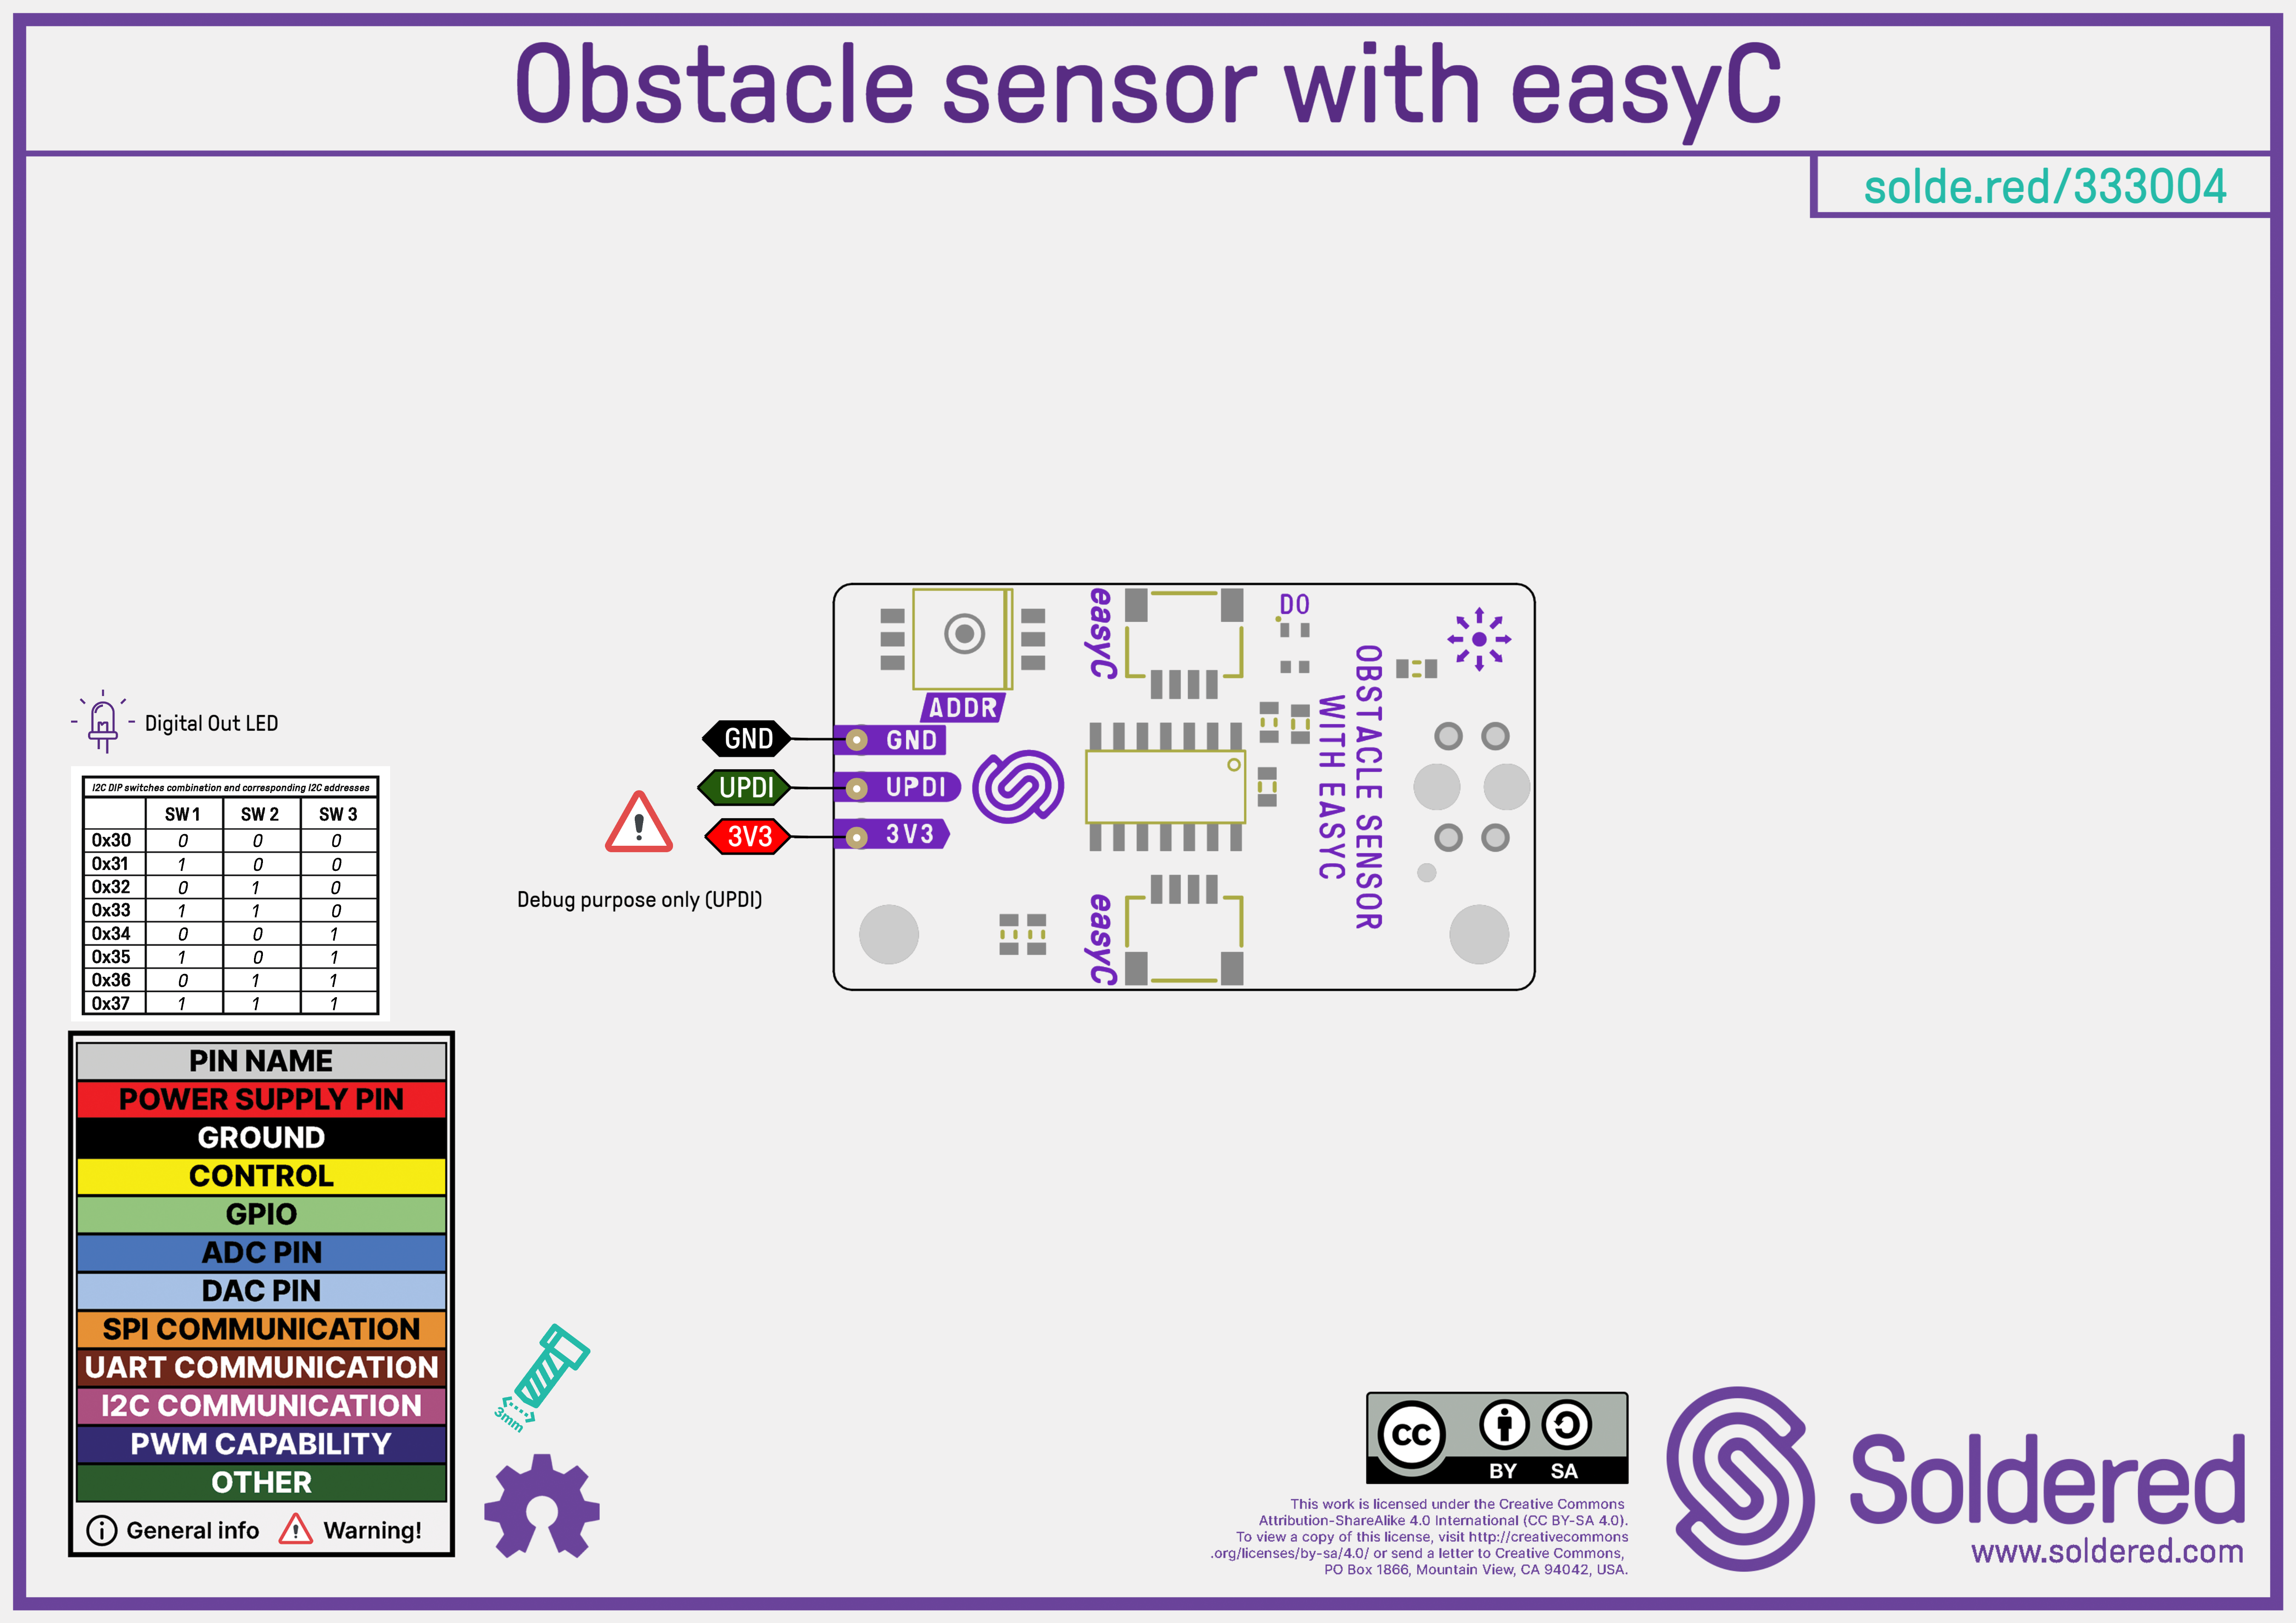 Obstacle sensor with easyC
solde.red/333004
easyC
DO
ADDR
GND
GND
UPDI
UPDI
3V3
3V3
OBSTACLE SENSOR
WITH EASYC
easyC
Debug purpose only (UPDI)
Digital Out LED
I2C DIP switches combination and corresponding I2C addresses
SW 1 SW 2 SW 3
0x30 0 0 0
0x31 1 0 0
0x32 0 1 0
0x33 1 1 0
0x34 0 0 1
0x35 1 0 1
0x36 0 1 1
0x37 1 1 1
PIN NAME
POWER SUPPLY PIN
GROUND
CONTROL
GPIO
ADC PIN
DAC PIN
SPI COMMUNICATION
UART COMMUNICATION
I2C COMMUNICATION
PWM CAPABILITY
OTHER
General info Warning!
3mm
CC
BY SA
This work is licensed under the Creative Commons
Attribution-ShareAlike 4.0 International (CC BY-SA 4.0).
To view a copy of this license, visit http://creativecommons
.org/licenses/by-sa/4.0/ or send a letter to Creative Commons,
PO Box 1866, Mountain View, CA 94042, USA.
Soldered
www.soldered.com